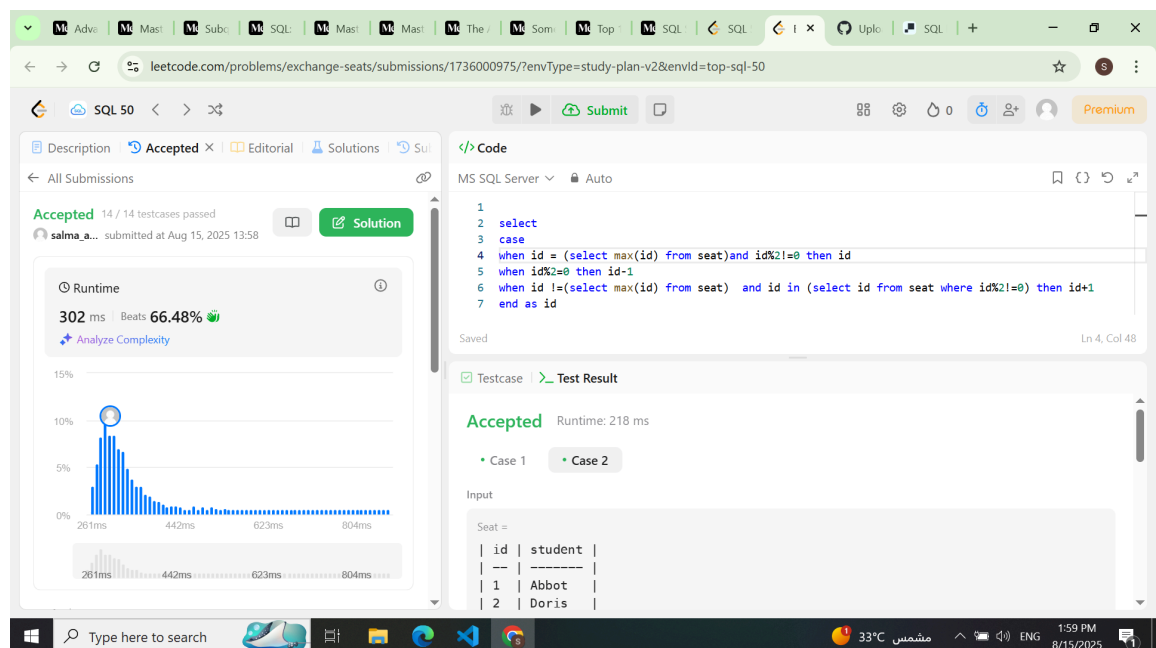 Adva
Mast
Subq
SQL:
Mast
Mast
The A
Som
Top
SQL
SQL
E
Uplo
SQL
leetcode.com/problems/exchange-seats/submissions/1736000975/?envType=study-plan-v2&envId=top-sql-50
S
SQL 50
Submit
0
Premium
Description
Accepted
Editorial
Solutions
Su
All Submissions
Accepted 14 / 14 testcases passed
salma_a... submitted at Aug 15, 2025 13:58
Solution
Runtime
302 ms Beats 66.48%
Analyze Complexity
15%
10%
5%
0%
261ms 442ms 623ms 804ms
261ms 442ms 623ms 804ms
</> Code
MS SQL Server Auto
1
2 select
3 case
4 when id = (select max(id) from seat)and id%2!=0 then id
5 when id%2=0 then id-1
6 when id !=(select max(id) from seat)  and id in (select id from seat where id%2!=0) then id+1
7 end as id
Saved Ln 4, Col 48
Testcase
Test Result
Accepted Runtime: 218 ms
• Case 1 • Case 2
Input
Seat =
| id | student |
| -- | ------- |
| 1 | Abbot |
| 2 | Doris |
Type here to search
1
33°C مشمس
ENG
1:59 PM
8/15/2025
1